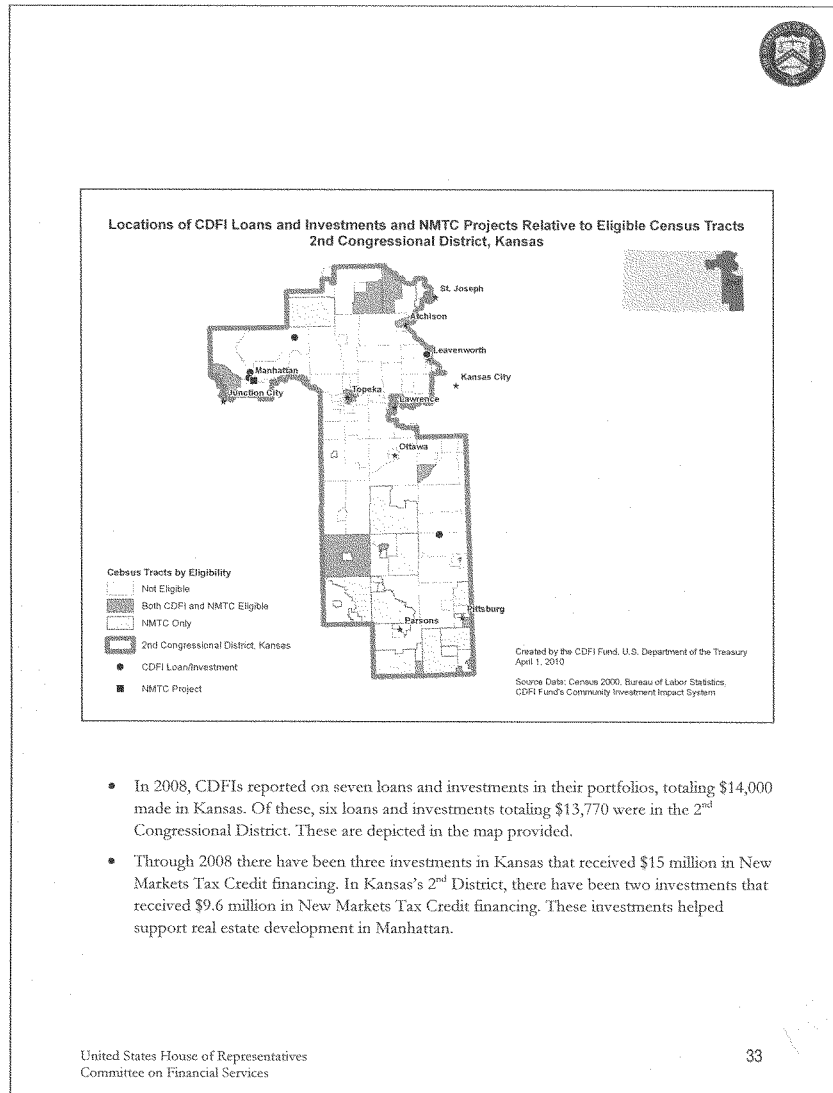 Locations of CDFI Loans and Investments and NMTC Projects Relative to Eligible Census Tracts
2nd Congressional District, Kansas
St. Joseph
Atchison
Leavenworth
Kansas City
Manhattan
Junction City
Topeka
Lawrence
Ottawa
Pittsburg
Parsons
Cebsus Tracts by Eligibility
Not Eligible
Both CDFI and NMTC Eligible
NMTC Only
2nd Congressional District, Kansas
CDFI Loan/Investment
NMTC Project
Created by the CDFI Fund, U.S. Department of the Treasury
April 1, 2010
Source Data: Census 2000, Bureau of Labor Statistics,
CDFI Fund's Community Investment Impact System
• In 2008, CDFIs reported on seven loans and investments in their portfolios, totaling $14,000
made in Kansas. Of these, six loans and investments totaling $13,770 were in the 2nd
Congressional District. These are depicted in the map provided.
• Through 2008 there have been three investments in Kansas that received $15 million in New
Markets Tax Credit financing. In Kansas's 2nd District, there have been two investments that
received $9.6 million in New Markets Tax Credit financing. These investments helped
support real estate development in Manhattan.
United States House of Representatives
Committee on Financial Services
33